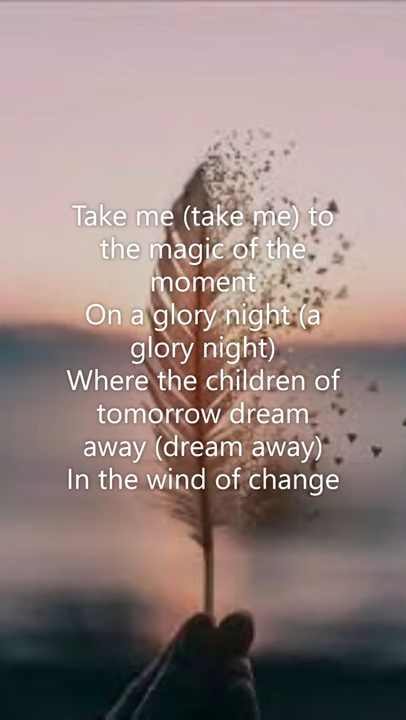 Take me (take me) to
the magic of the
moment
On a glory night (a
glory night)
Where the children of
tomorrow dream
away (dream away)
In the wind of change